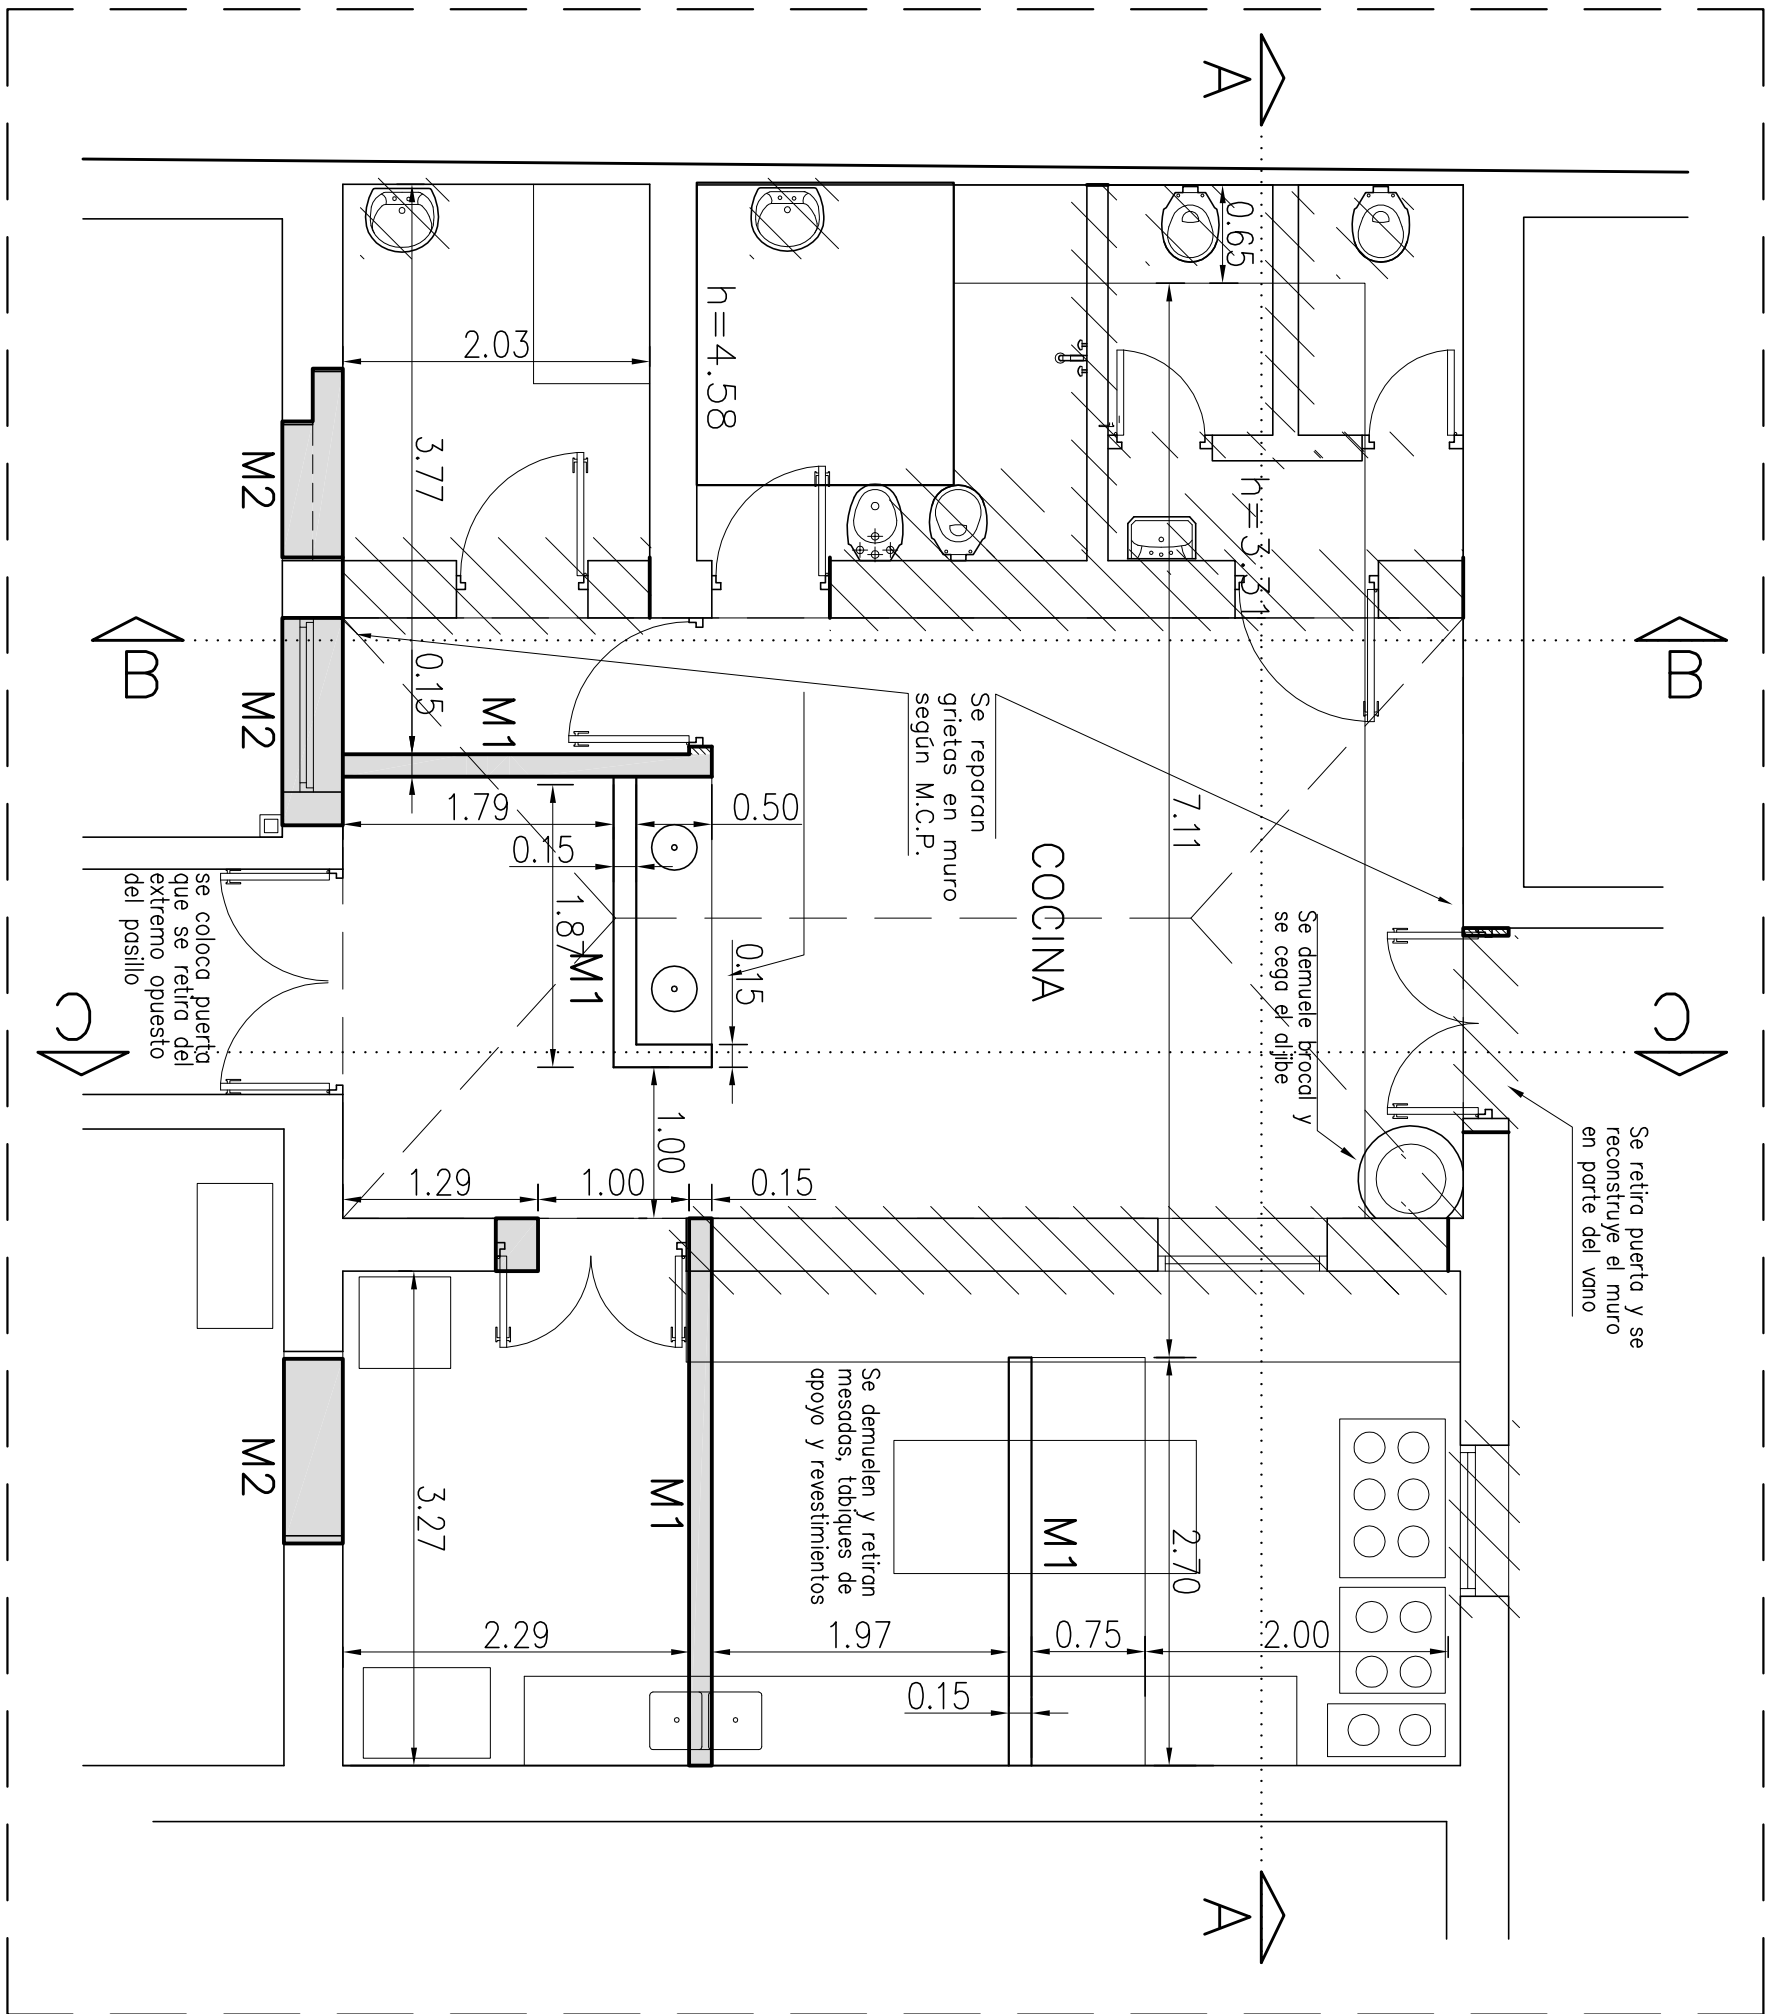 A
0.65
2.03
h=4.58
3.77
M2
h=3.31
B
B
0.15
M1
M2
Se reparan
grietas en muro
según M.C.P.
1.79
0.50
7.11
0.15
COCINA
1.87
M1
0.15
se coloca puerta
que se retira del
extremo opuesto
del pasillo
Se demuele brocal y
se cega el aljibe
C
C
Se retira puerta y se
reconstruye el muro
en parte del vano
1.00
1.29
1.00
0.15
Se demuelen y retiran
mesadas, tabiques de
apoyo y revestimientos
M2
3.27
M1
M1
2.70
2.29
1.97
0.75
2.00
0.15
A